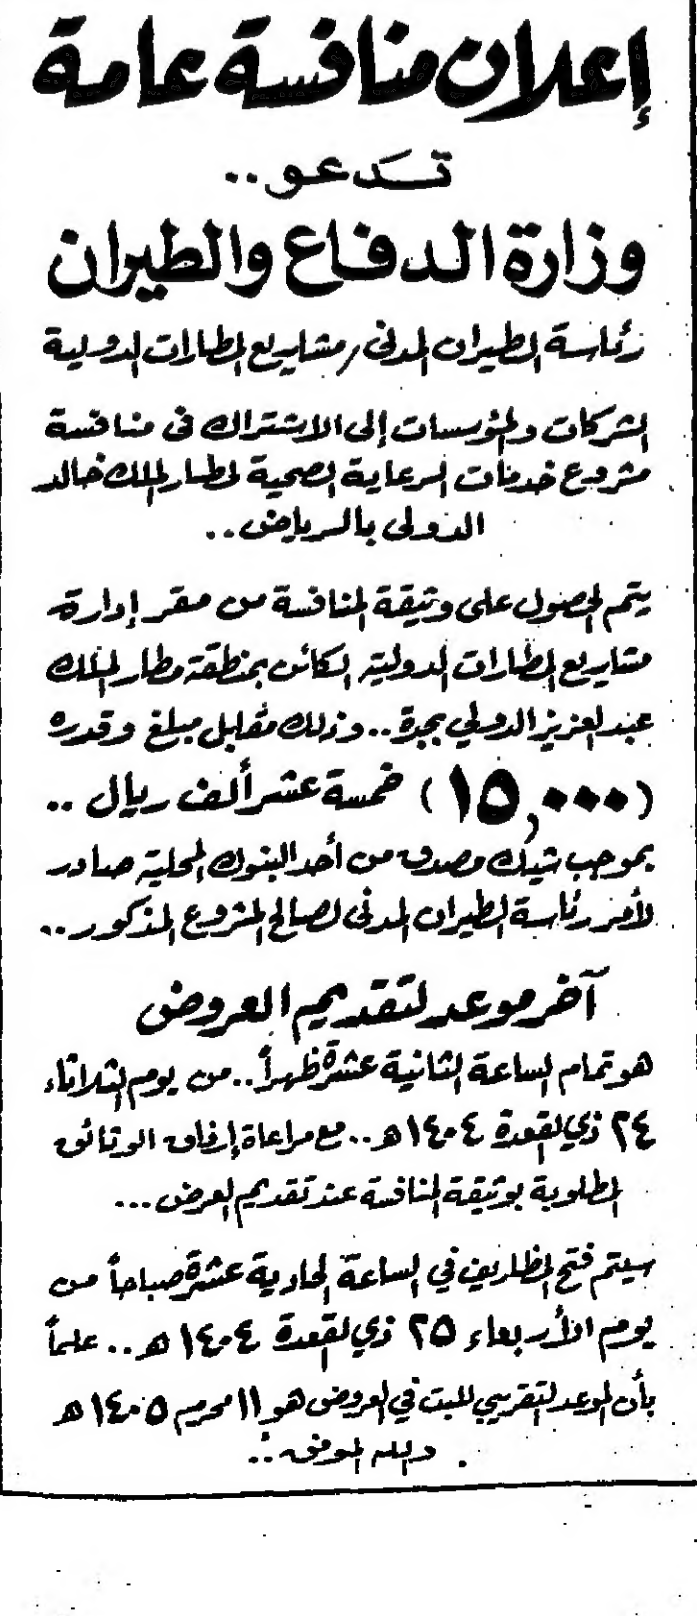 إعلان منافسة عامة
تدعو..
وزارة الدفاع والطيران
رئاسة الطيران المدني / مشاريع المطارات الدولية
الشركات والمؤسسات إلى الاشتراك في منافسة
مشروع خدمات الرعاية الصحية لمطار الملك خالد
الدولي بالرياض..
يتم الحصول على وثيقة المنافسة من مقر إدارة
مشاريع المطارات الدولية الكائن بمنطقة مطار الملك
عبد العزيز الدولي بجدة.. وذلك مقابل مبلغ وقدره
(١٥,٠٠٠) خمسة عشر ألف ريال ..
بموجب شيك مصدق من أحد البنوك المحلية صادر
لأمر رئاسة الطيران المدني لصالح المشروع المذكور..
آخر موعد لتقديم العروض
هو تمام الساعة الثانية عشرة ظهراً.. من يوم الثلاثاء
٢٤ ذي القعدة ١٤٠٤ هـ.. مع مراعاة إرفاق الوثائق
المطلوبة بوثيقة المنافسة عند تقديم العرض...
سيتم فتح المظاريف في الساعة الحادية عشرة صباحاً من
يوم الأربعاء ٢٥ ذي القعدة ١٤٠٤ هـ.. علماً
بأن الموعد التقريبي للبت في العروض هو ١١ محرم ١٤٠٥ هـ
والله الموفق..